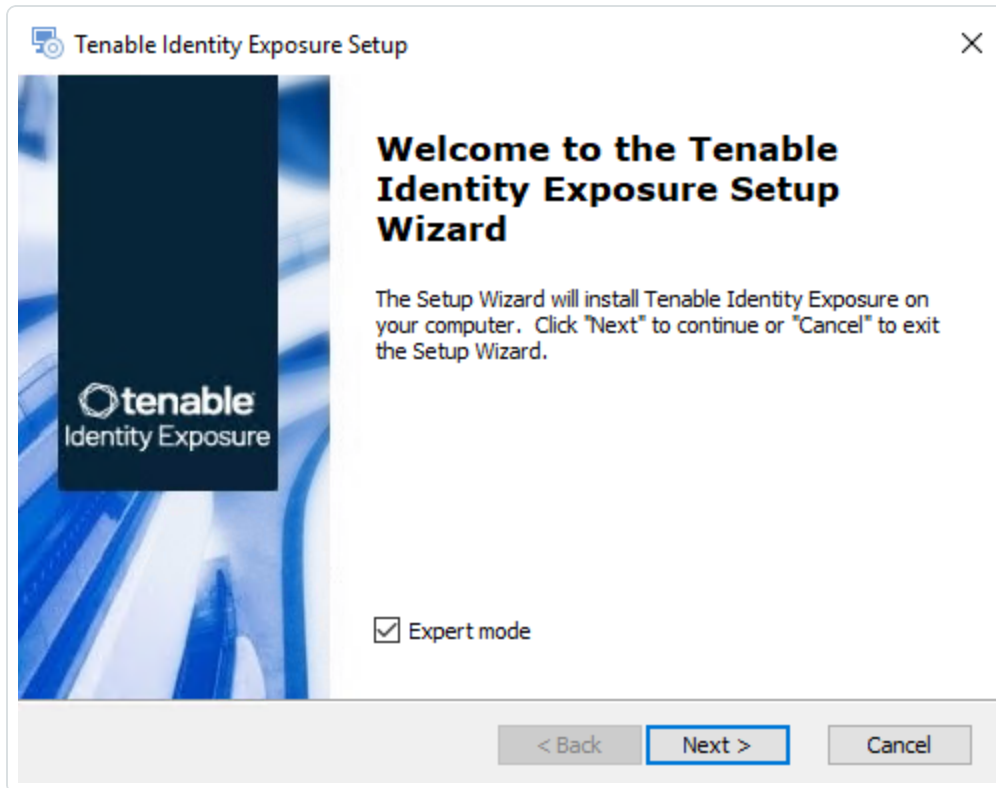 Tenable Identity Exposure Setup
Welcome to the Tenable
Identity Exposure Setup
Wizard
The Setup Wizard will install Tenable Identity Exposure on
your computer.  Click "Next" to continue or "Cancel" to exit
the Setup Wizard.
tenable
Identity Exposure
Expert mode
< Back
Next >
Cancel